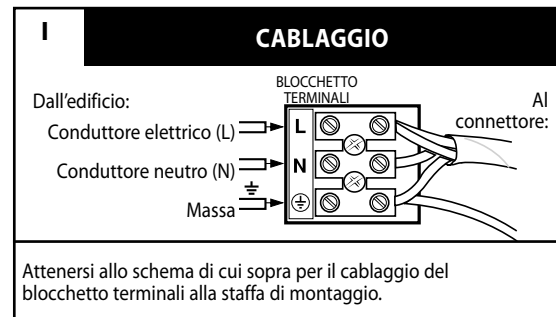 I
CABLAGGIO
BLOCCHETTO
TERMINALI
Dall'edificio:
Al
connettore:
Conduttore elettrico (L)
L
Conduttore neutro (N)
N
Massa
Attenersi allo schema di cui sopra per il cablaggio del
blocchetto terminali alla staffa di montaggio.